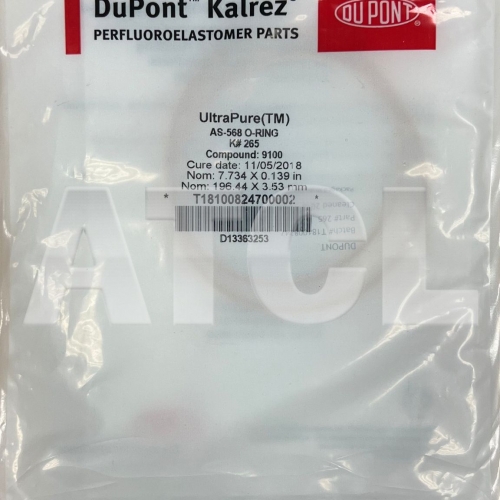 DuPont™ Kalrez®
PERFLUOROELASTOMER PARTS
DUPONT
UltraPure(TM)
AS-568 O-RING
K# 265
Compound: 9100
Cure date: 11/05/2018
Nom: 7.734 X 0.139 in
Nom: 196.44 X 3.53 mm
* T18100824700002 *
D13363253
DUPONT
ATCL